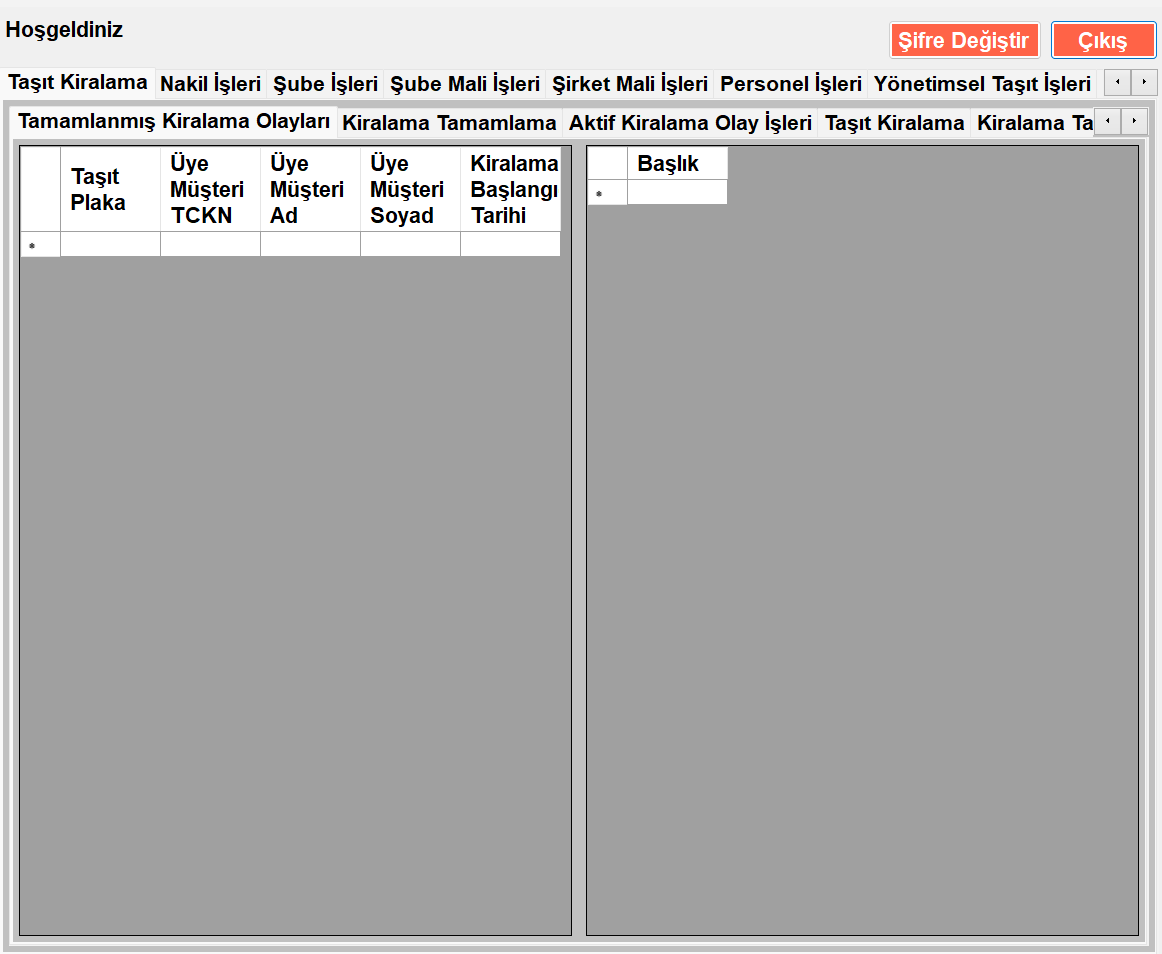 Hoşgeldiniz
Şifre Değiştir
Çıkış
Taşıt Kiralama
Nakil İşleri
Şube İşleri
Şube Mali İşleri
Şirket Mali İşleri
Personel İşleri
Yönetimsel Taşıt İşleri
Tamamlanmış Kiralama Olayları
Kiralama Tamamlama
Aktif Kiralama Olay İşleri
Taşıt Kiralama
Kiralama Ta
Taşıt
Plaka
Üye
Müşteri
TCKN
Üye
Müşteri
Ad
Üye
Müşteri
Soyad
Kiralama
Başlangı
Tarihi
Başlık